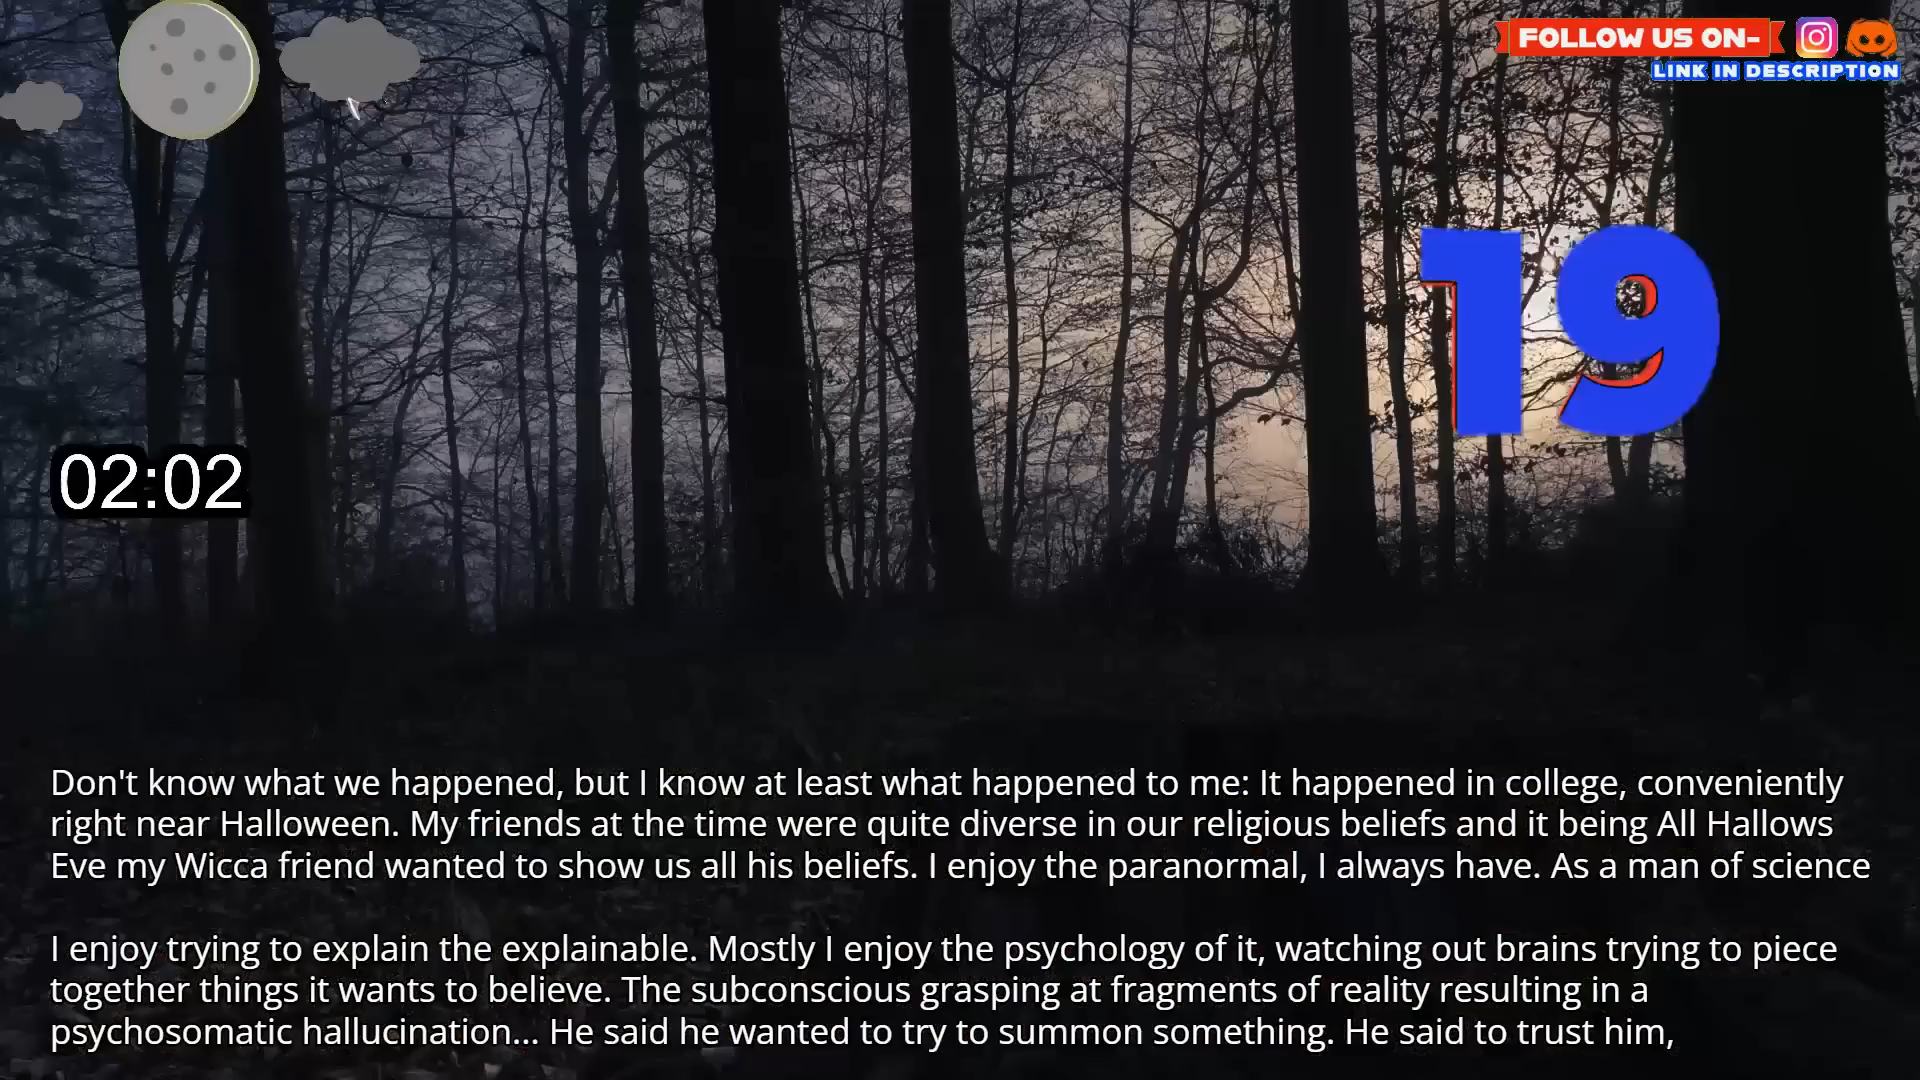 FOLLOW US ON-
LINK IN DESCRIPTION
19
02:02
Don't know what we happened, but I know at least what happened to me: It happened in college, conveniently
right near Halloween. My friends at the time were quite diverse in our religious beliefs and it being All Hallows
Eve my Wicca friend wanted to show us all his beliefs. I enjoy the paranormal, I always have. As a man of science
I enjoy trying to explain the explainable. Mostly I enjoy the psychology of it, watching out brains trying to piece
together things it wants to believe. The subconscious grasping at fragments of reality resulting in a
psychosomatic hallucination... He said he wanted to try to summon something. He said to trust him,